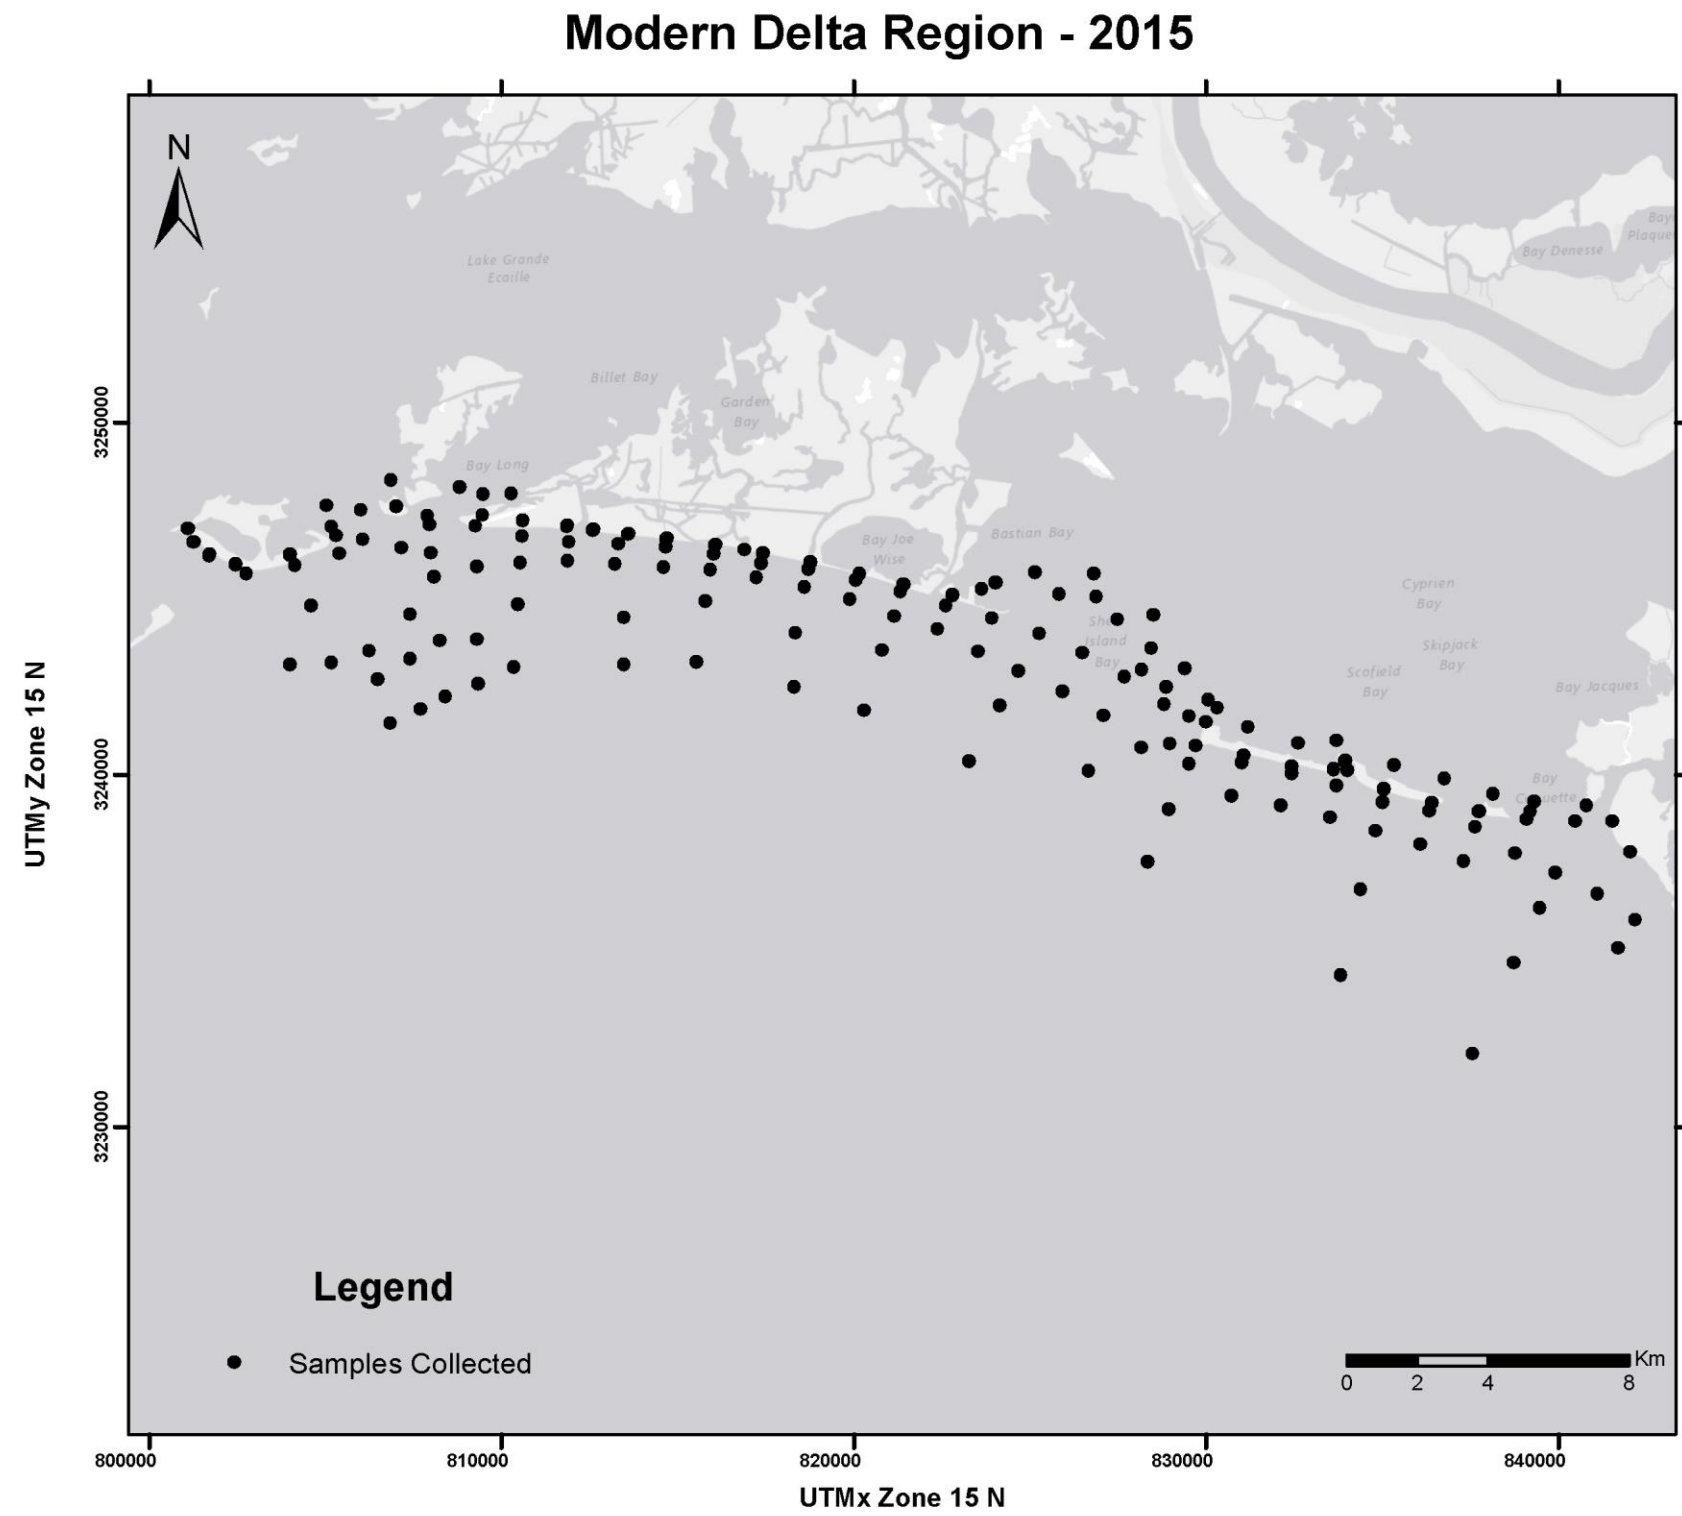 Modern Delta Region - 2015
N
Bay
Plaque
Bay Denesse
Lake Grande
Ecaille
Billet Bay
Garden
Bay
Bay Long
Bastian Bay
Bay Joe
Wise
Cyprien
Bay
Island
Bay
Skipjack
Bay
Scofield
Bay
Bay Jacques
Bay
3250000
3240000
3230000
UTMy Zone 15 N
Legend
Samples Collected
Km
0 2 4 8
800000 810000 820000 830000 840000
UTMx Zone 15 N